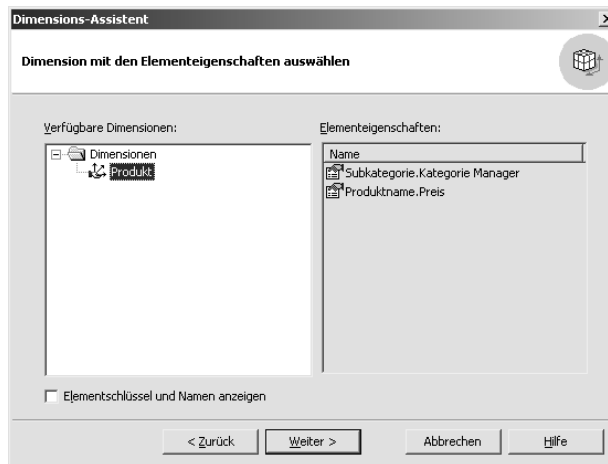 Dimensions-Assistent
Dimension mit den Elementeigenschaften auswählen
Verfügbare Dimensionen:
Elementeigenschaften:
Dimensionen
Produkt
Name
Subkategorie.Kategorie Manager
Produktname.Preis
Elementschlüssel und Namen anzeigen
< Zurück
Weiter >
Abbrechen
Hilfe